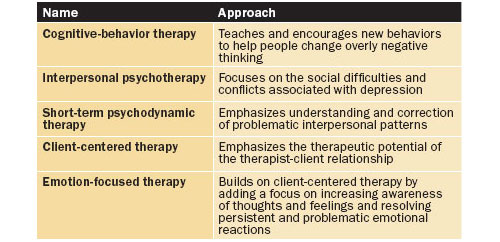 Name Approach
Cognitive-behavior therapy Teaches and encourages new behaviors
to help people change overly negative
thinking
Interpersonal psychotherapy Focuses on the social difficulties and
conflicts associated with depression
Short-term psychodynamic Emphasizes understanding and correction
therapy of problematic interpersonal patterns
Client-centered therapy Emphasizes the therapeutic potential of
the therapist-client relationship
Emotion-focused therapy Builds on client-centered therapy by
adding a focus on increasing awareness
of thoughts and feelings and resolving
persistent and problematic emotional
reactions